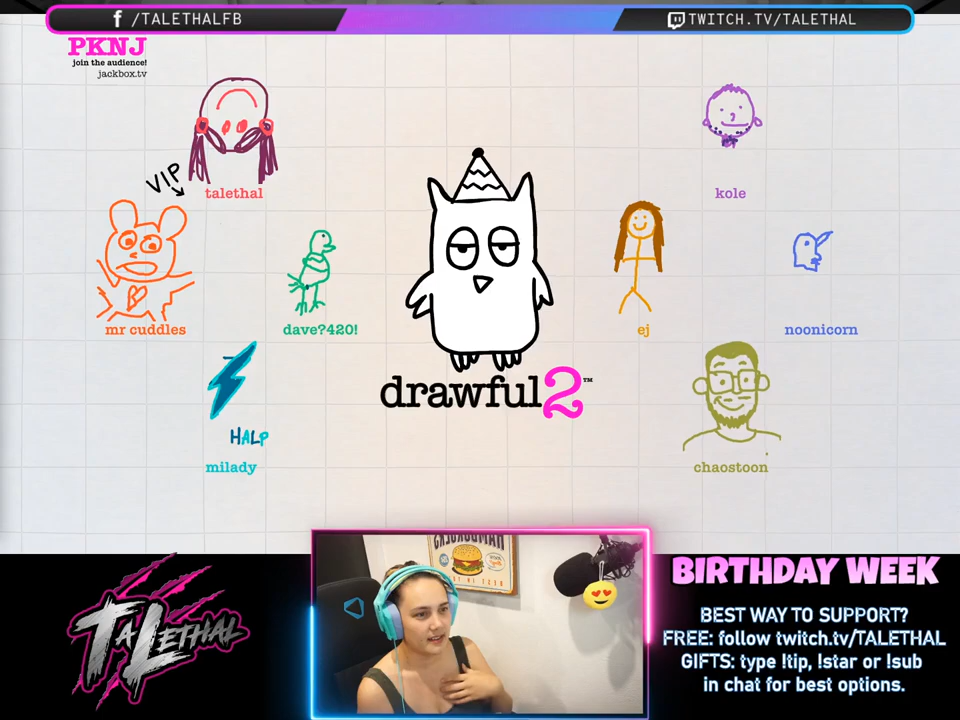 /TALETHALFB
TWITCH.TV/TALETHAL
PKNJ
join the audience!
jackbox.tv
talethal
kole
VIP
mr cuddles
dave?420!
ej
noonicorn
drawful2™
HALP
milady
chaostoon
TALETHAL
BIRTHDAY WEEK
BEST WAY TO SUPPORT?
FREE: follow twitch.tv/TALETHAL
GIFTS: type !tip, !star or !sub
in chat for best options.